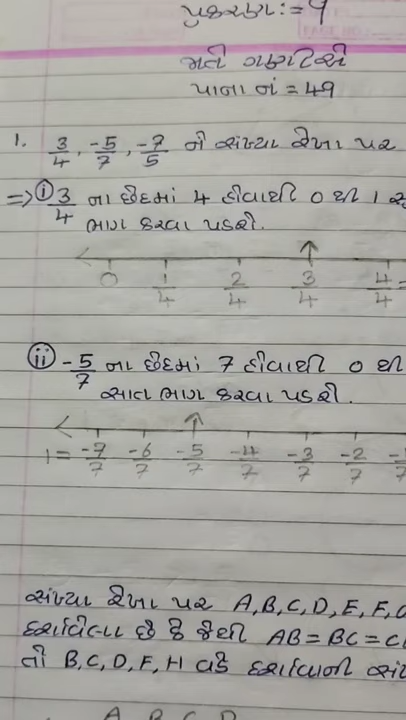 પ્રકરણ := 9
મતી ગણિટીએ
પાના નં = 49
1. 3/4, -5/7, -7/5 ને સંખ્યા રેખા પર
⇒ (i) 3/4 ના છેદમાં 4 હોવાથી 0 થી 1
ભાગ કરવા પડશે.
0 1/4 2/4 3/4 4/4 =
(ii) -5/7 ના છેદમાં 7 હોવાથી 0 થી
સાત ભાગ કરવા પડશે.
1 = -7/7 -6/7 -5/7 -4/7 -3/7 -2/7
સંખ્યા રેખા પર A, B, C, D, E, F,
દર્શાવેલા છે કે જેથી AB = BC =
તો B, C, D, F, H વડે દર્શાવાતી
A B C D